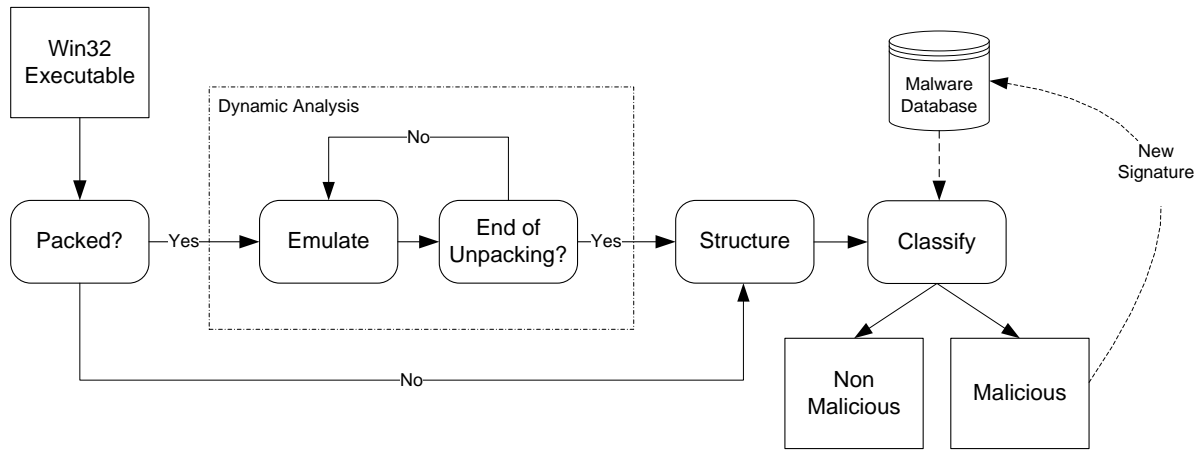 Win32
Executable
Dynamic Analysis
Malware
Database
No
New
Signature
Packed?
Yes
Emulate
End of
Unpacking?
Yes
Structure
Classify
No
Non
Malicious
Malicious